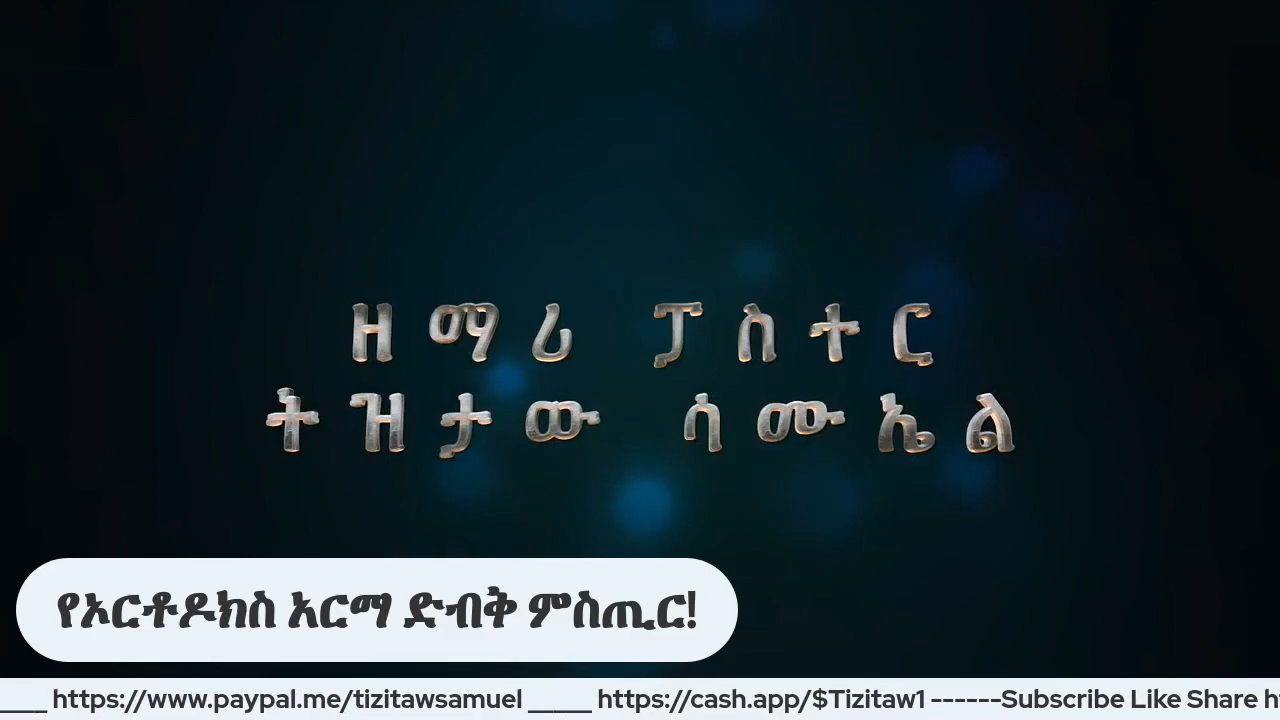 ዘማሪ ፓስተር
ትዝታው ሳሙኤል
የኦርቶዶክስ አርማ ድብቅ ምስጢር!
____ https://www.paypal.me/tizitawsamuel _____ https://cash.app/$Tizitaw1 ------Subscribe Like Share h